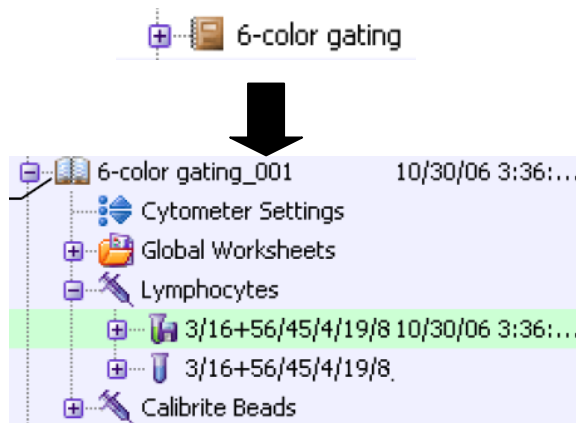 6-color gating
6-color gating_001 10/30/06 3:36:...
Cytometer Settings
Global Worksheets
Lymphocytes
3/16+56/45/4/19/8 10/30/06 3:36:...
3/16+56/45/4/19/8.
Calibrite Beads